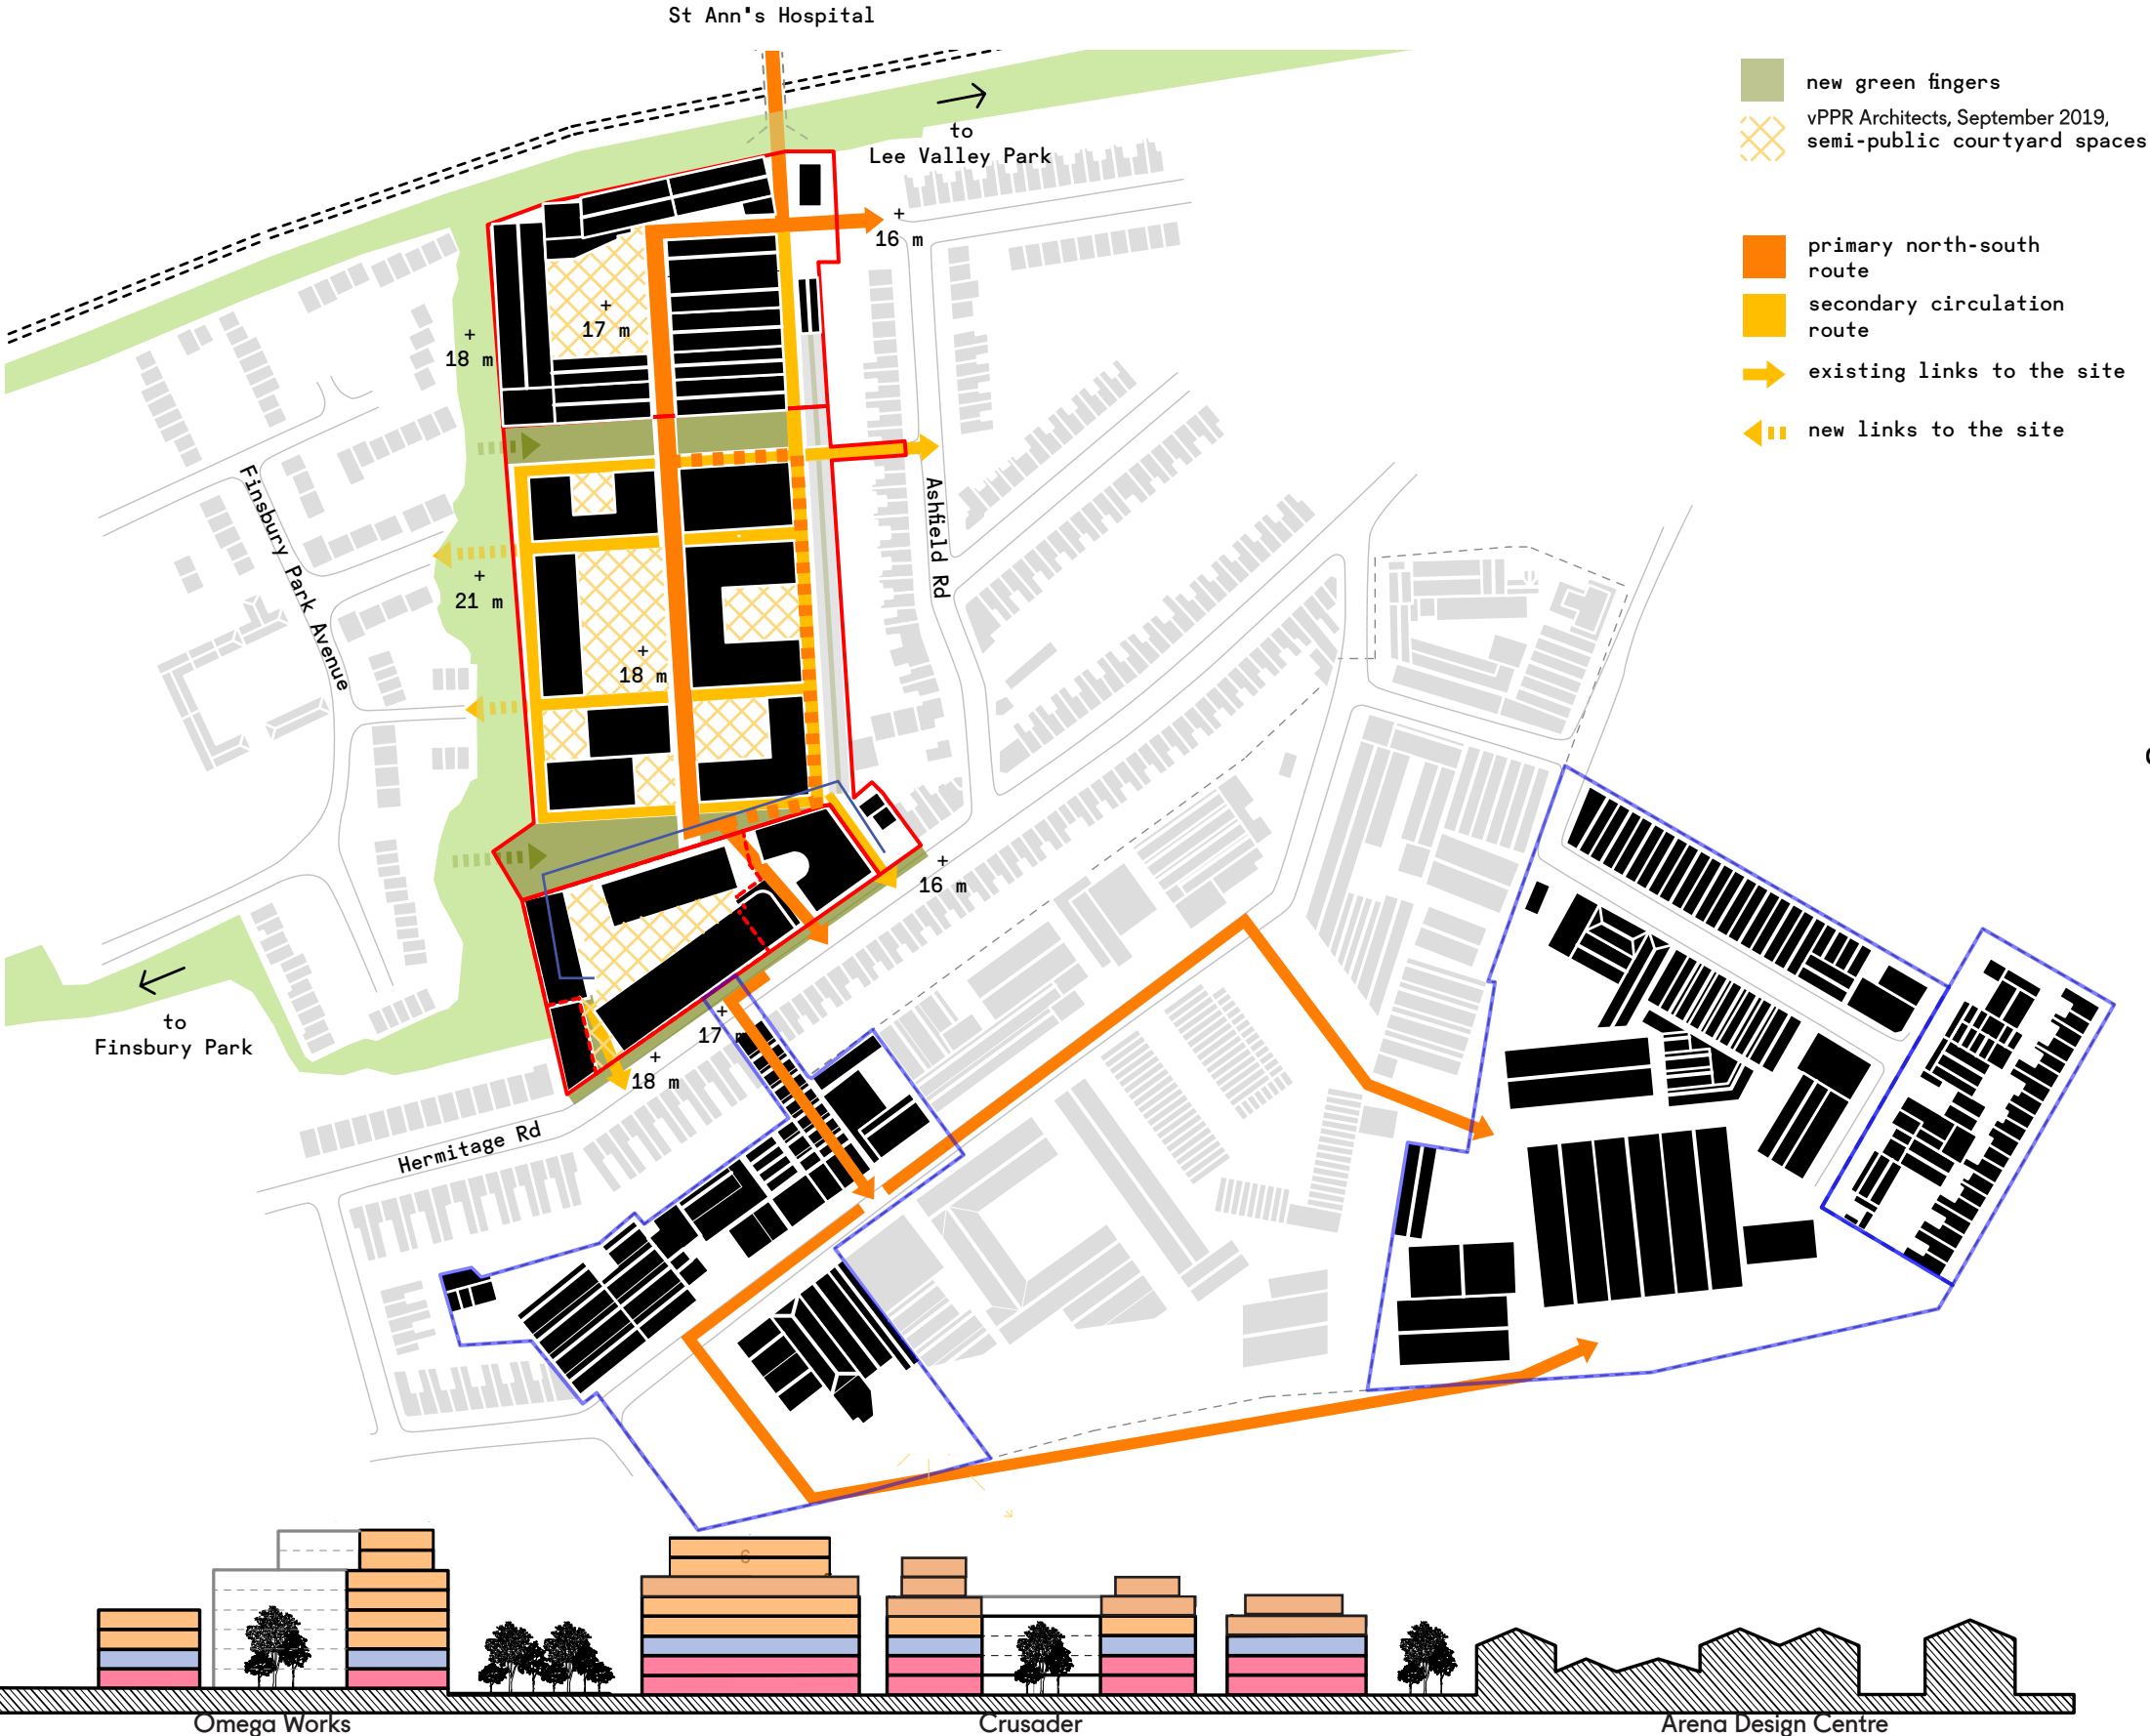 St Ann's Hospital
new green fingers
vPPR Architects, September 2019,
semi-public courtyard spaces
to
Lee Valley Park
+
16 m
primary north-south
route
secondary circulation
route
existing links to the site
new links to the site
+
17 m
+
18 m
Finsbury Park Avenue
Ashfield Rd
+
21 m
+
18 m
+
16 m
to
Finsbury Park
+
17 m
+
18 m
Hermitage Rd
6
Omega Works
Crusader
Arena Design Centre